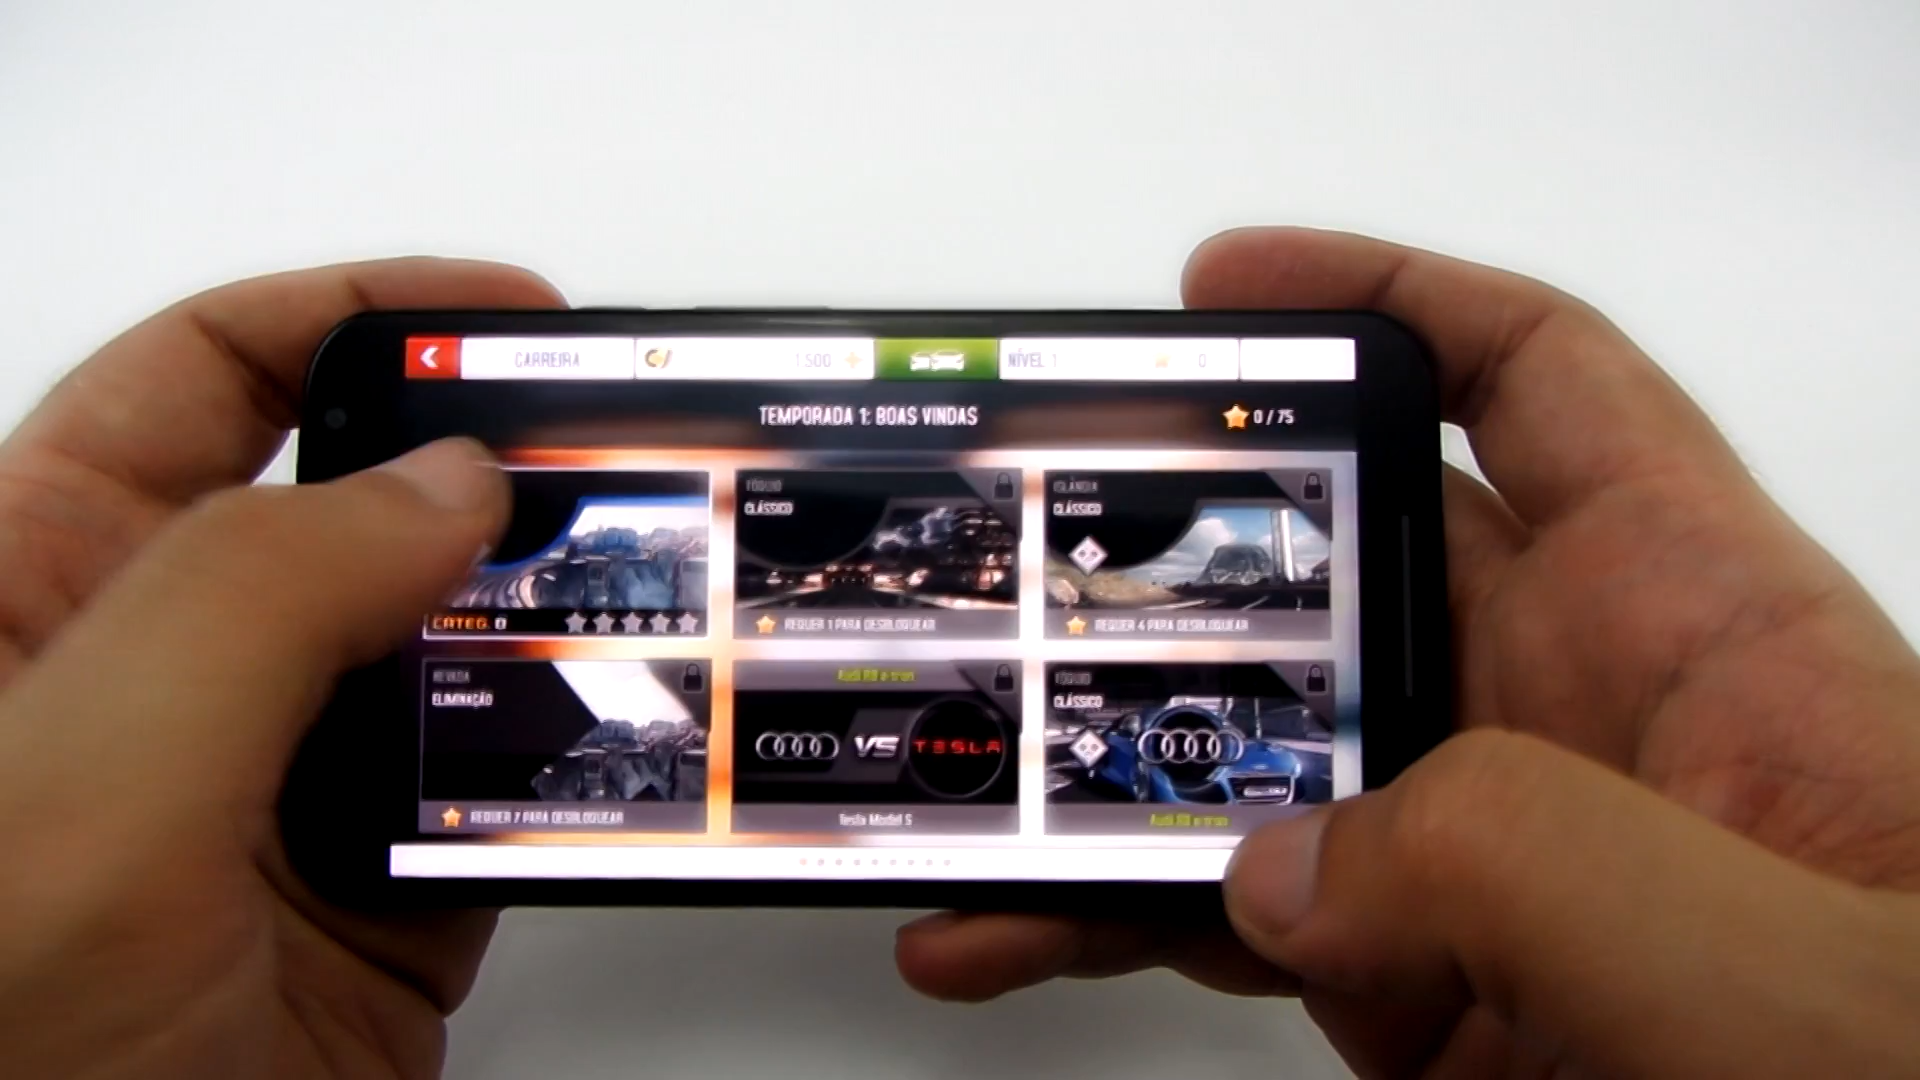 CARREIRA
1.500
NÍVEL 1
0
TEMPORADA 1: BOAS VINDAS
0 / 75
CATEG. 0
TÓQUIO
CLÁSSICO
REQUER 1 PARA DESBLOQUEAR
ISLÂNDIA
CLÁSSICO
REQUER 4 PARA DESBLOQUEAR
NEVADA
ELIMINAÇÃO
REQUER 7 PARA DESBLOQUEAR
Audi R8 e-tron
VS
TESLA
Tesla Model S
TÓQUIO
CLÁSSICO
Audi R8 e-tron